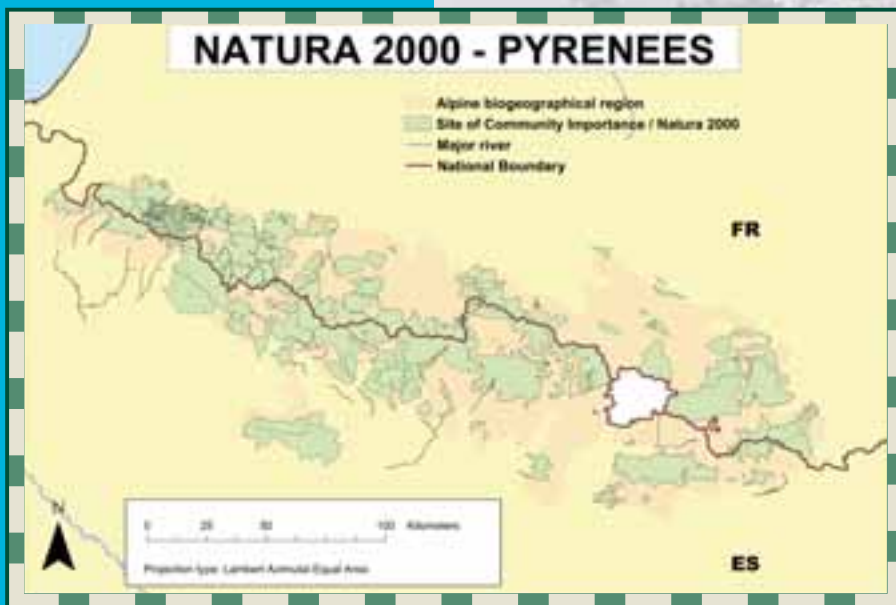 NATURA 2000 - PYRENEES
Alpine biogeographical region
Site of Community Importance / Natura 2000
Major river
National Boundary
FR
N
0 25 50 100 Kilometers
Projection type: Lambert Azimutal Equal Area
ES